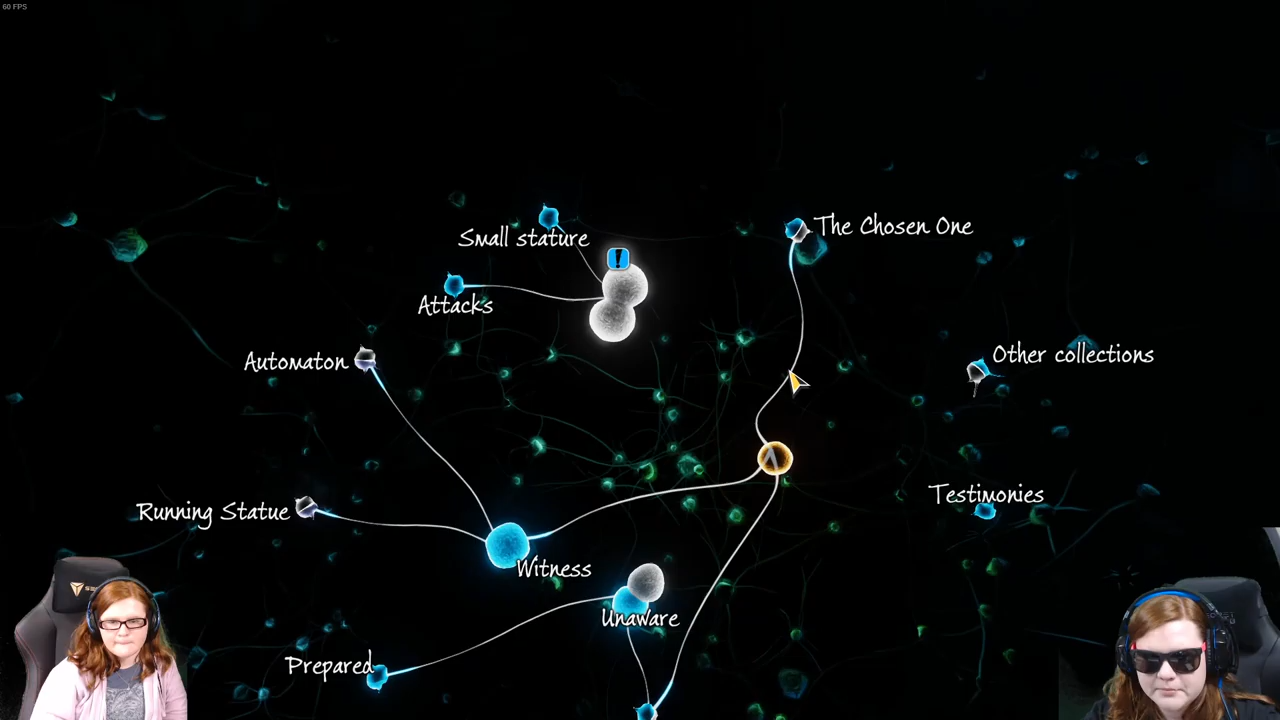 60 FPS
The Chosen One
Small stature
Attacks
Automaton
Other collections
Testimonies
Running Statue
Witness
Unaware
Prepared